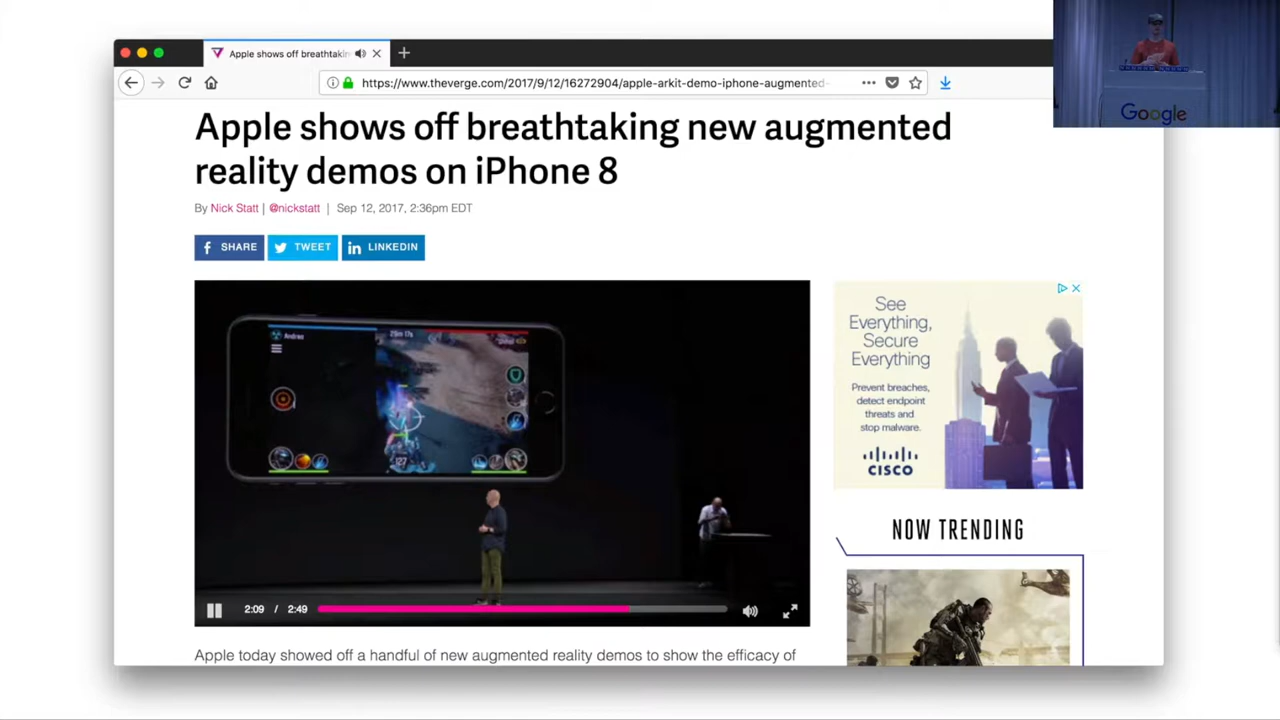 Apple shows off breathtakin
https://www.theverge.com/2017/9/12/16272904/apple-arkit-demo-iphone-augmented-
Google
Apple shows off breathtaking new augmented
reality demos on iPhone 8
By Nick Statt | @nickstatt | Sep 12, 2017, 2:36pm EDT
SHARE
TWEET
LINKEDIN
Andrea
25m 17s
127
2:09 / 2:49
See
Everything,
Secure
Everything
Prevent breaches,
detect endpoint
threats and
stop malware.
CISCO
NOW TRENDING
Apple today showed off a handful of new augmented reality demos to show the efficacy of